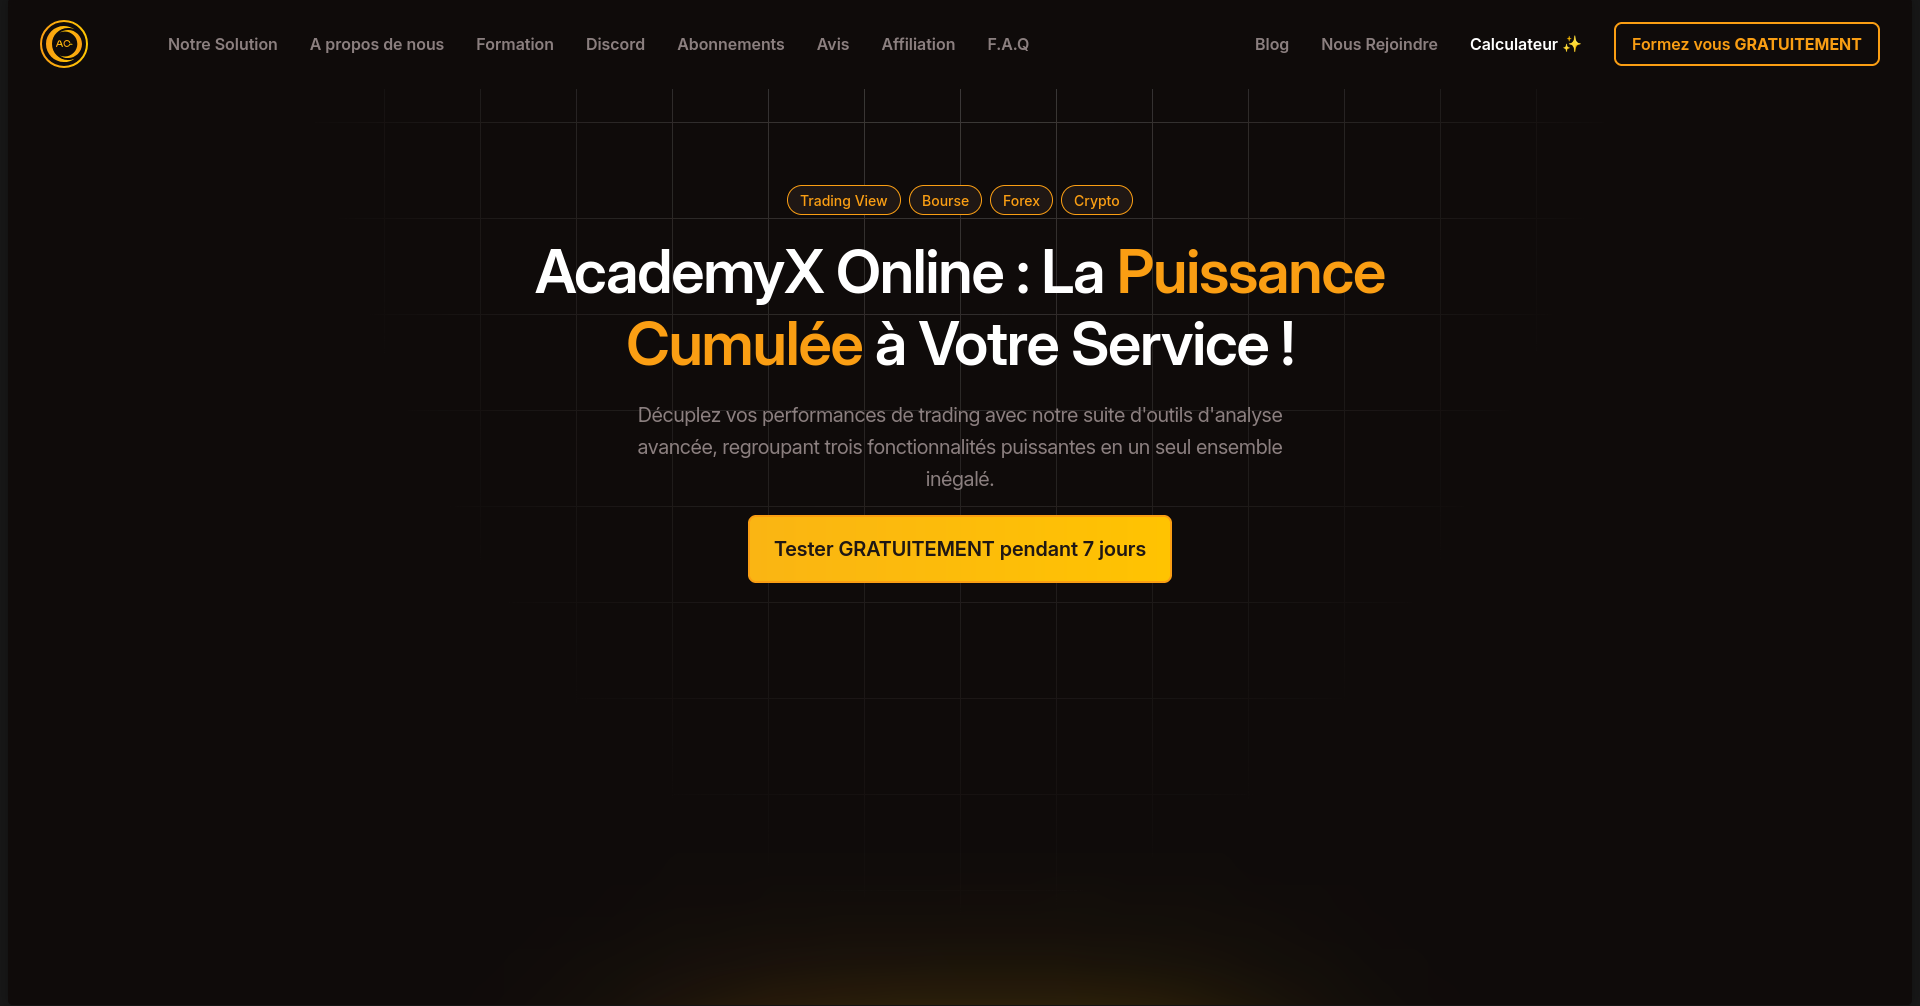 AC
Notre Solution
A propos de nous
Formation
Discord
Abonnements
Avis
Affiliation
F.A.Q
Blog
Nous Rejoindre
Calculateur ✨
Formez vous GRATUITEMENT
Trading View
Bourse
Forex
Crypto
AcademyX Online : La Puissance
Cumulée à Votre Service !
Décuplez vos performances de trading avec notre suite d'outils d'analyse
avancée, regroupant trois fonctionnalités puissantes en un seul ensemble
inégalé.
Tester GRATUITEMENT pendant 7 jours